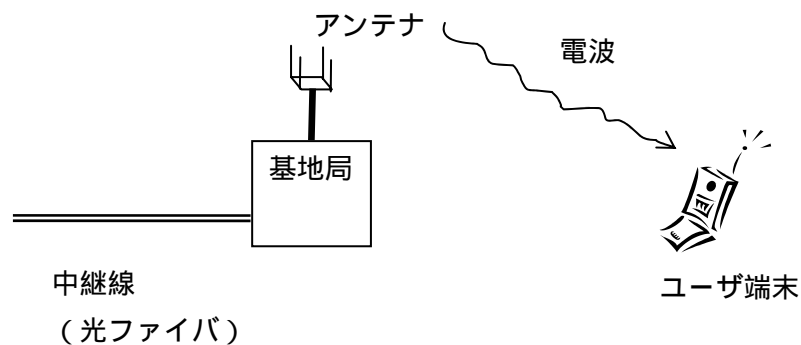 アンテナ
電波
基地局
中継線
（光ファイバ）
ユーザ端末